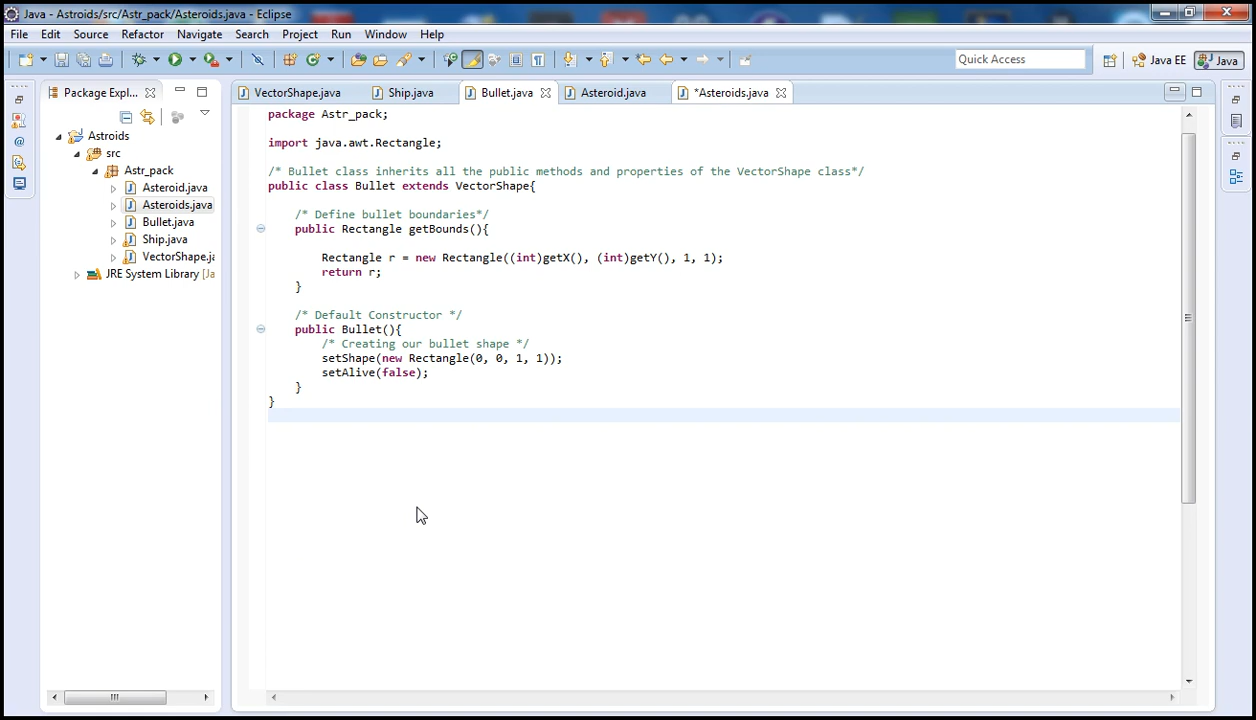 Java - Astroids/src/Astr_pack/Asteroids.java - Eclipse
File Edit Source Refactor Navigate Search Project Run Window Help
Quick Access Java EE Java
Package Expl... VectorShape.java Ship.java Bullet.java Asteroid.java *Asteroids.java
Astroids
src
Astr_pack
Asteroid.java
Asteroids.java
Bullet.java
Ship.java
VectorShape.ja
JRE System Library [Ja
package Astr_pack;
import java.awt.Rectangle;
/* Bullet class inherits all the public methods and properties of the VectorShape class*/
public class Bullet extends VectorShape{
/* Define bullet boundaries*/
public Rectangle getBounds(){
Rectangle r = new Rectangle((int)getX(), (int)getY(), 1, 1);
return r;
}
/* Default Constructor */
public Bullet(){
/* Creating our bullet shape */
setShape(new Rectangle(0, 0, 1, 1));
setAlive(false);
}
}